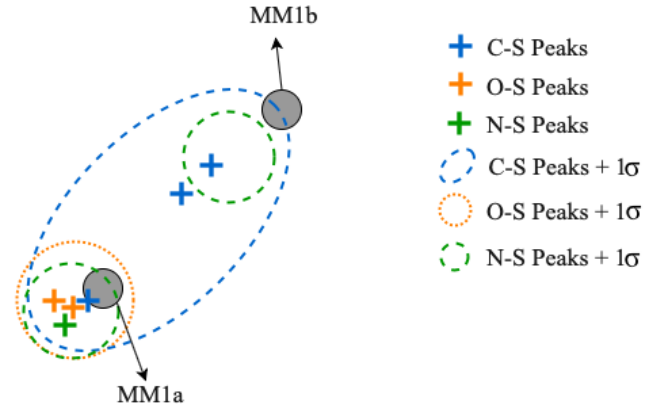 MM1b
C-S Peaks
O-S Peaks
N-S Peaks
C-S Peaks + 1σ
O-S Peaks + 1σ
N-S Peaks + 1σ
MM1a